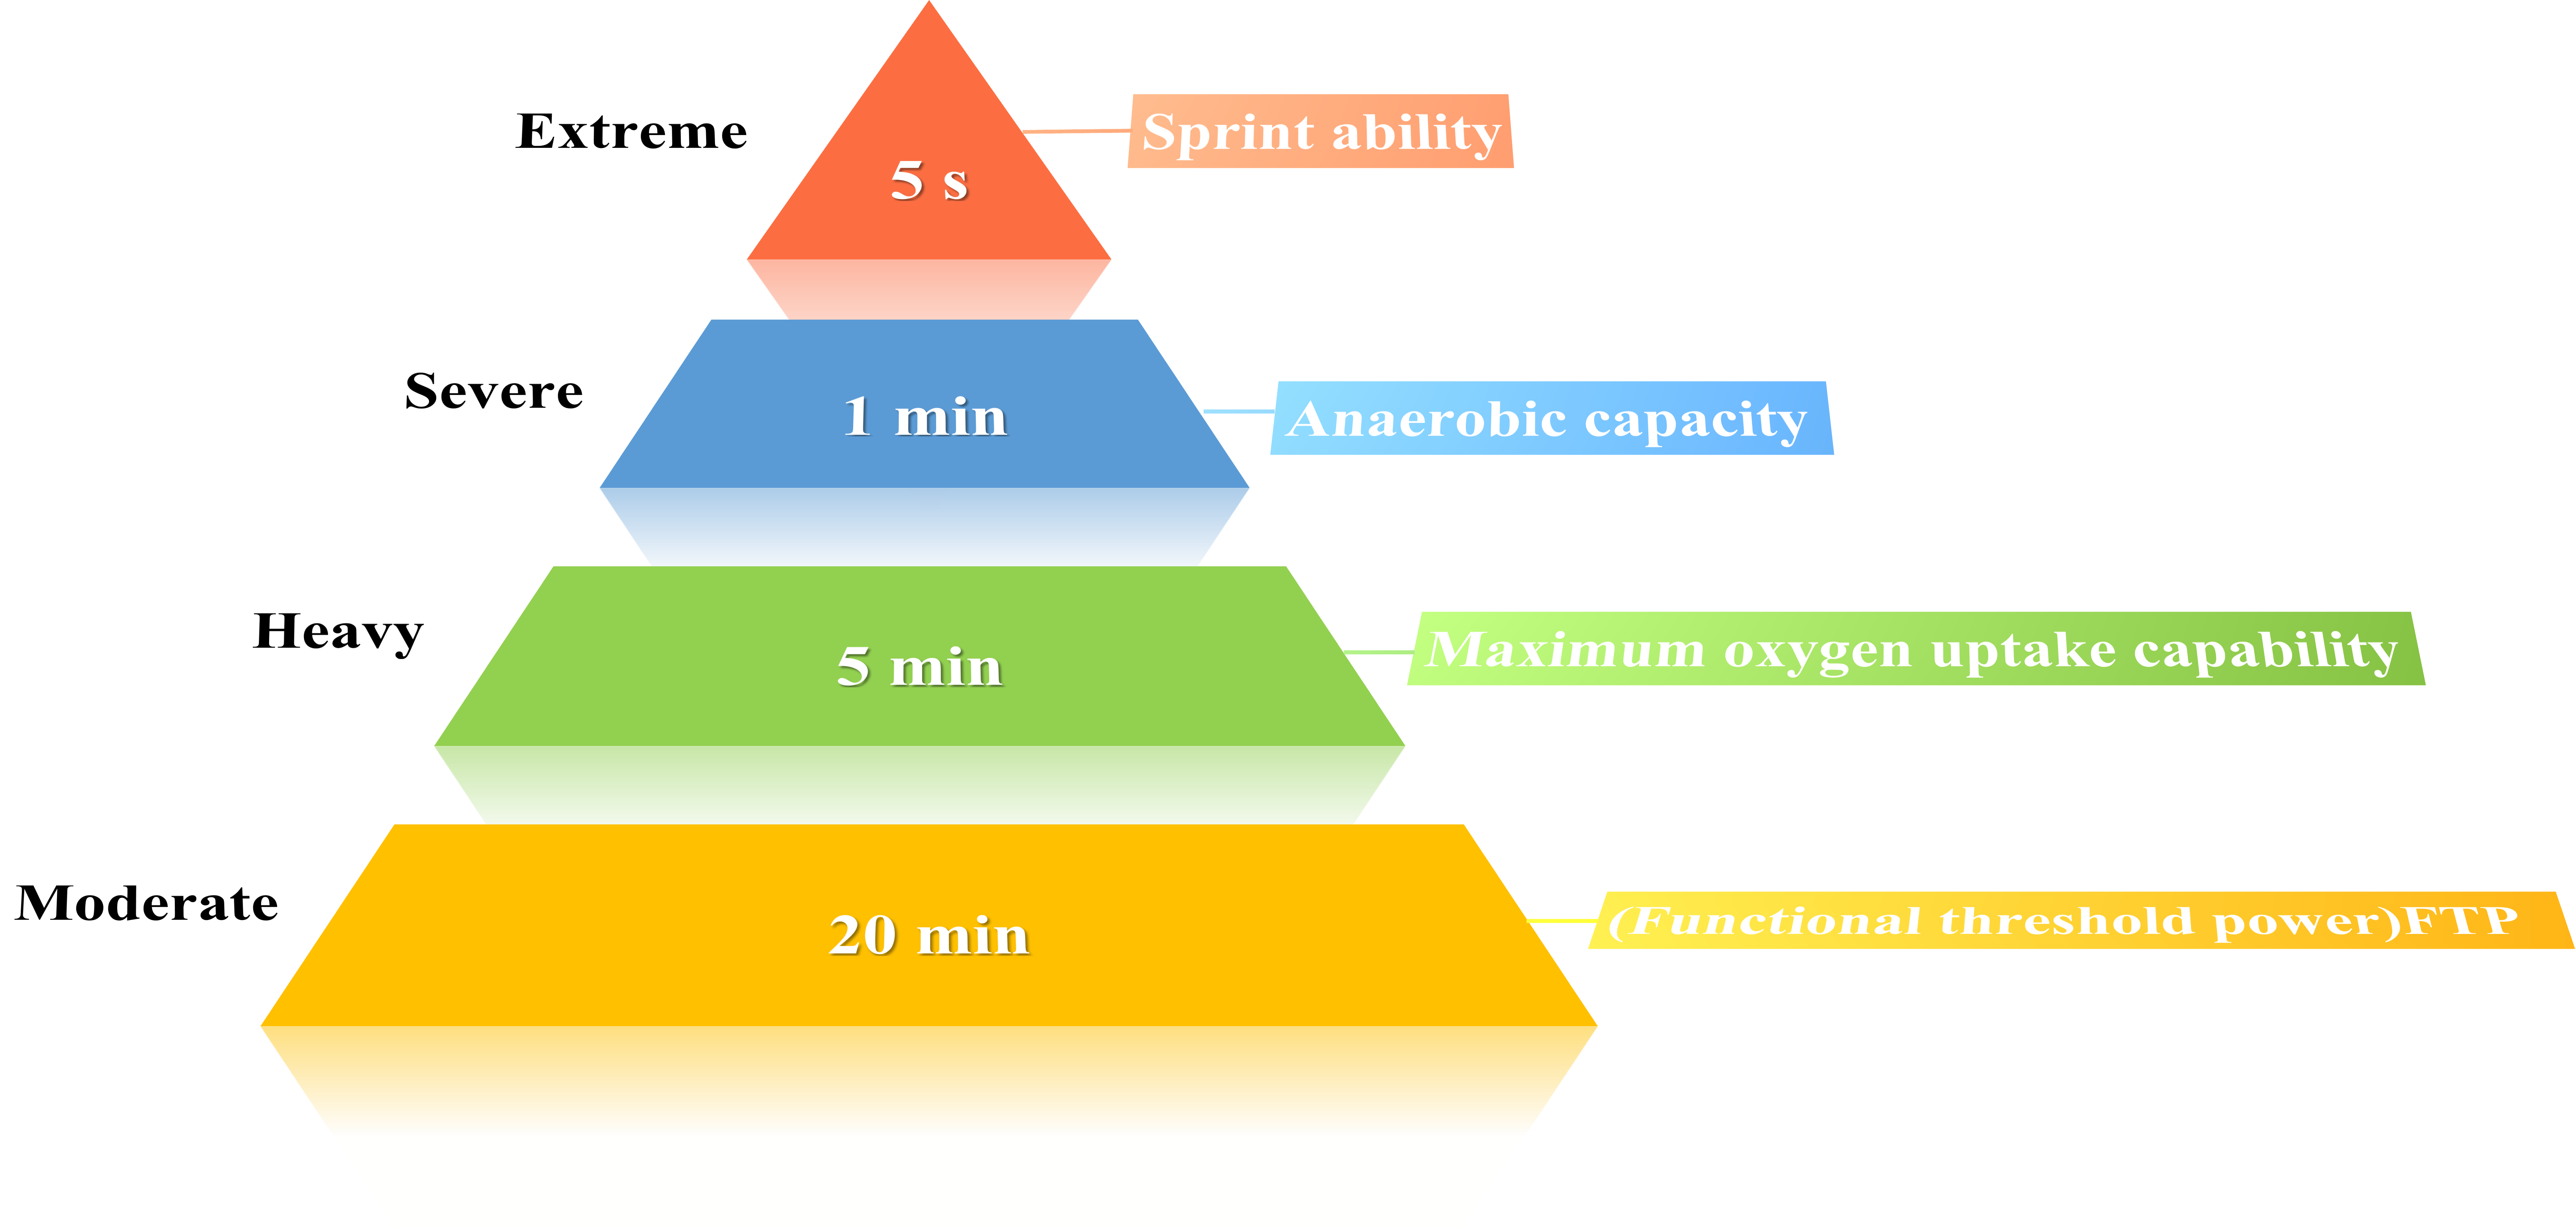 Extreme
5 s
Sprint ability
Severe
1 min
Anaerobic capacity
Heavy
5 min
Maximum oxygen uptake capability
Moderate
20 min
(Functional threshold power)FTP